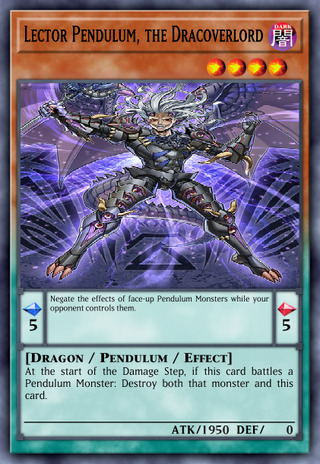 Lector Pendulum, the Dracoverlord
DARK
闇
Negate the effects of face-up Pendulum Monsters while your
opponent controls them.
5
5
[Dragon / Pendulum / Effect]
At the start of the Damage Step, if this card battles a
Pendulum Monster: Destroy both that monster and this
card.
ATK/1950 DEF/ 0